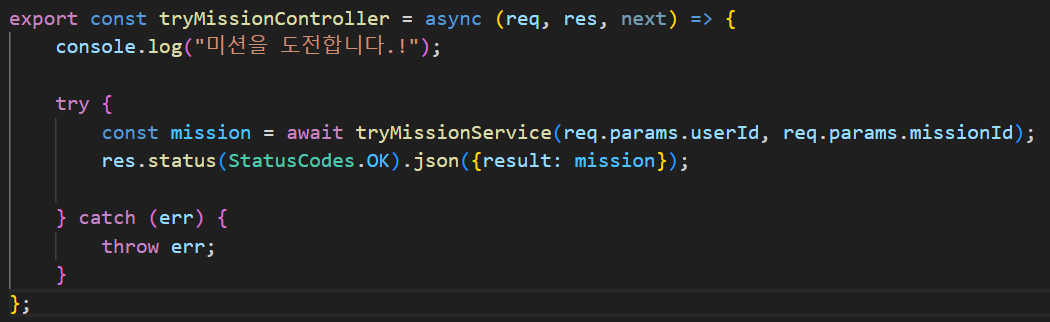 export const tryMissionController = async (req, res, next) => {
    console.log("미션을 도전합니다.!");
    try {
        const mission = await tryMissionService(req.params.userId, req.params.missionId);
        res.status(StatusCodes.OK).json({result: mission});
    } catch (err) {
        throw err;
    }
};